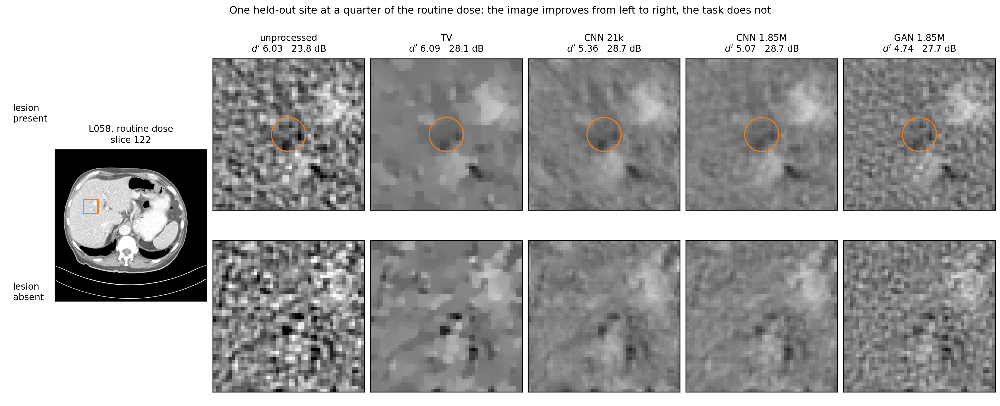 One held-out site at a quarter of the routine dose: the image improves from left to right, the task does not
unprocessed
d′ 6.03 23.8 dB
TV
d′ 6.09 28.1 dB
CNN 21k
d′ 5.36 28.7 dB
CNN 1.85M
d′ 5.07 28.7 dB
GAN 1.85M
d′ 4.74 27.7 dB
lesion
present
L058, routine dose
slice 122
lesion
absent